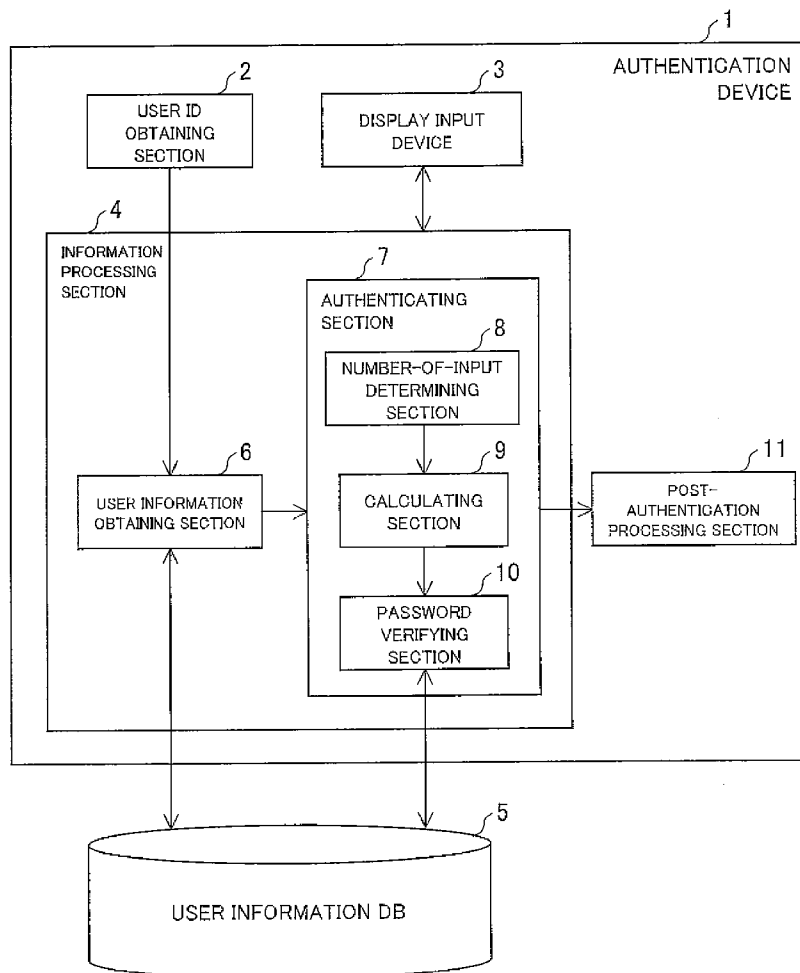 1
AUTHENTICATION
DEVICE
2
USER ID
OBTAINING
SECTION
3
DISPLAY INPUT
DEVICE
4
INFORMATION
PROCESSING
SECTION
7
AUTHENTICATING
SECTION
8
NUMBER-OF-INPUT
DETERMINING
SECTION
6
USER INFORMATION
OBTAINING SECTION
9
CALCULATING
SECTION
11
POST-
AUTHENTICATION
PROCESSING SECTION
10
PASSWORD
VERIFYING
SECTION
5
USER INFORMATION DB